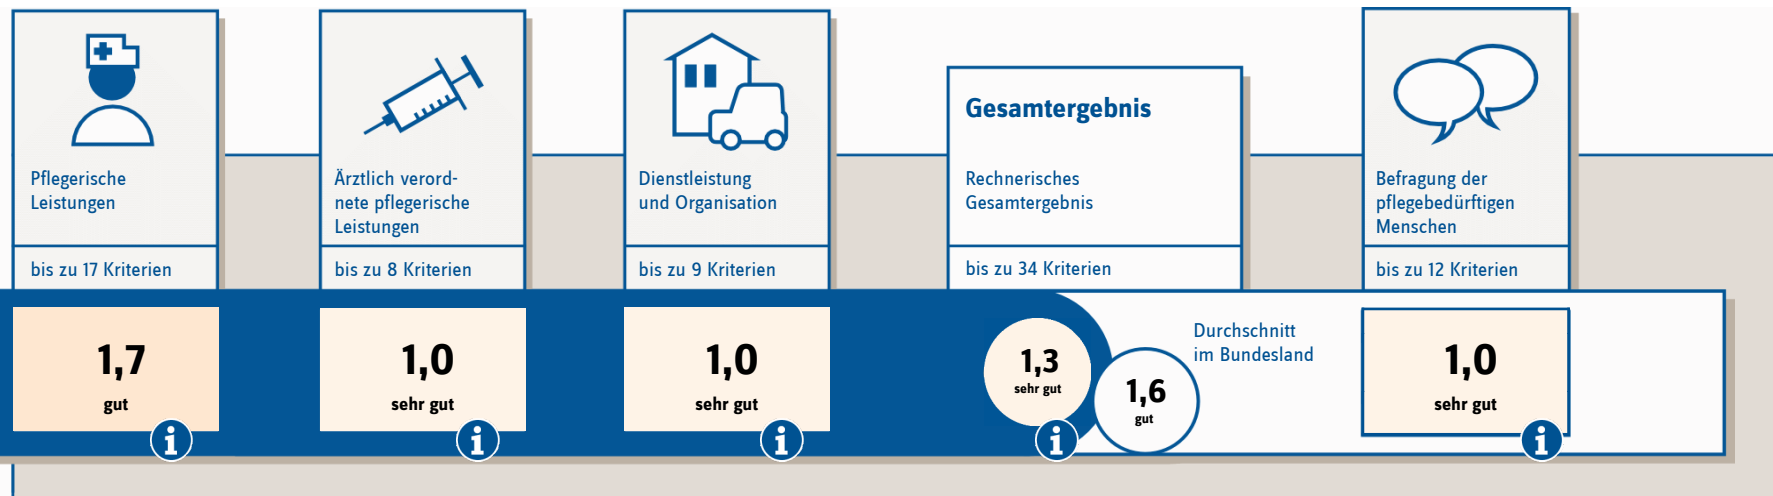 Pflegerische
Leistungen
bis zu 17 Kriterien
1,7
gut
i
Ärztlich verord-
nete pflegerische
Leistungen
bis zu 8 Kriterien
1,0
sehr gut
i
Dienstleistung
und Organisation
bis zu 9 Kriterien
1,0
sehr gut
i
Gesamtergebnis
Rechnerisches
Gesamtergebnis
bis zu 34 Kriterien
1,3
sehr gut
i
1,6
gut
Durchschnitt
im Bundesland
Befragung der
pflegebedürftigen
Menschen
bis zu 12 Kriterien
1,0
sehr gut
i